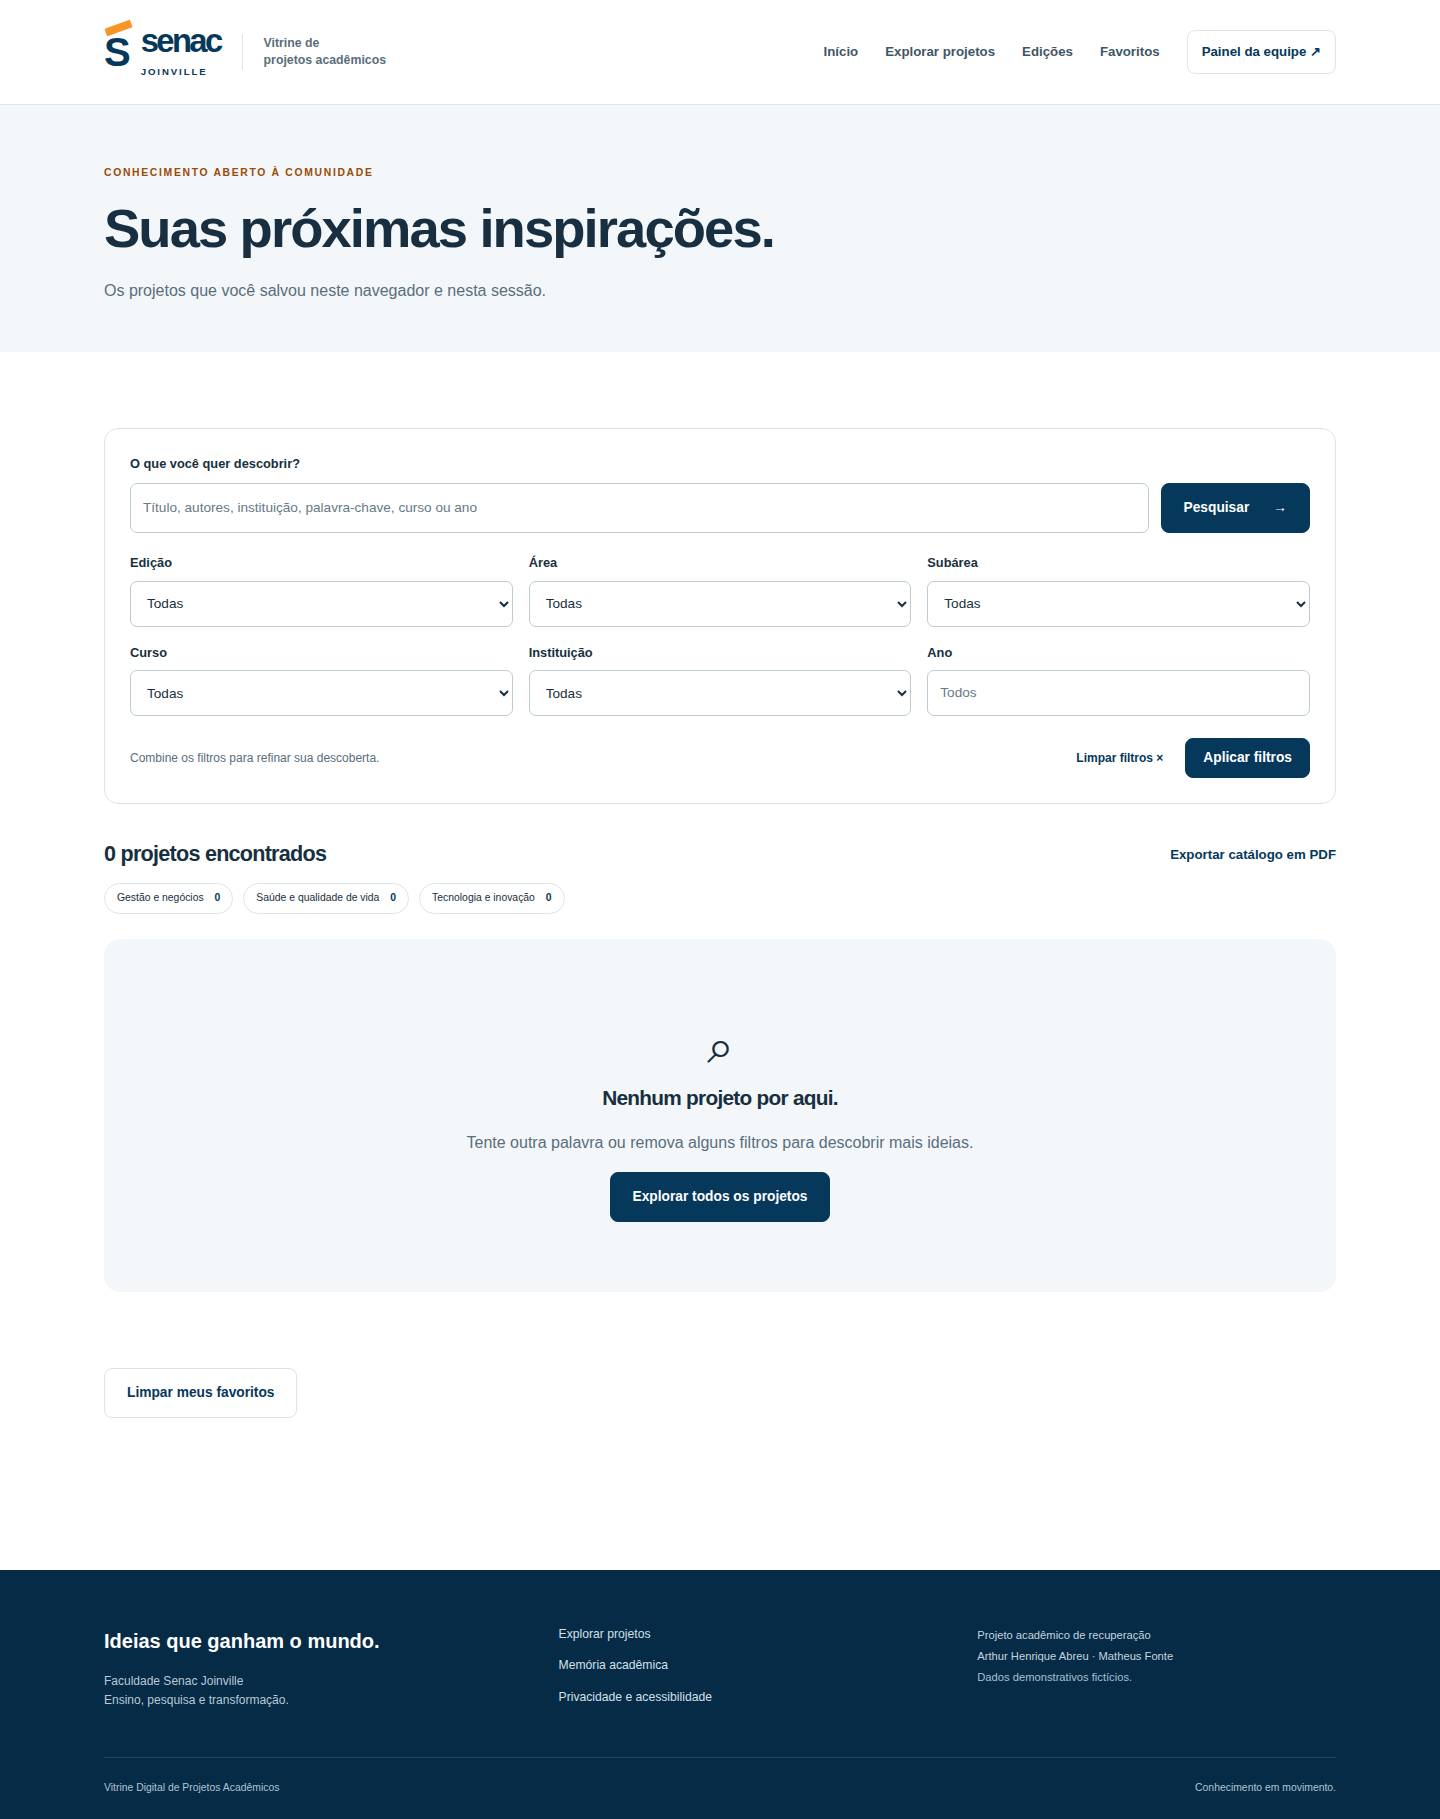 S senac
JOINVILLE
Vitrine de
projetos acadêmicos
Início
Explorar projetos
Edições
Favoritos
Painel da equipe ↗
CONHECIMENTO ABERTO À COMUNIDADE
Suas próximas inspirações.
Os projetos que você salvou neste navegador e nesta sessão.
O que você quer descobrir?
Título, autores, instituição, palavra-chave, curso ou ano
Pesquisar →
Edição
Área
Subárea
Todas
Todas
Todas
Curso
Instituição
Ano
Todas
Todas
Todos
Combine os filtros para refinar sua descoberta.
Limpar filtros ×
Aplicar filtros
0 projetos encontrados
Exportar catálogo em PDF
Gestão e negócios 0
Saúde e qualidade de vida 0
Tecnologia e inovação 0
Nenhum projeto por aqui.
Tente outra palavra ou remova alguns filtros para descobrir mais ideias.
Explorar todos os projetos
Limpar meus favoritos
Ideias que ganham o mundo.
Faculdade Senac Joinville
Ensino, pesquisa e transformação.
Explorar projetos
Memória acadêmica
Privacidade e acessibilidade
Projeto acadêmico de recuperação
Arthur Henrique Abreu · Matheus Fonte
Dados demonstrativos fictícios.
Vitrine Digital de Projetos Acadêmicos
Conhecimento em movimento.